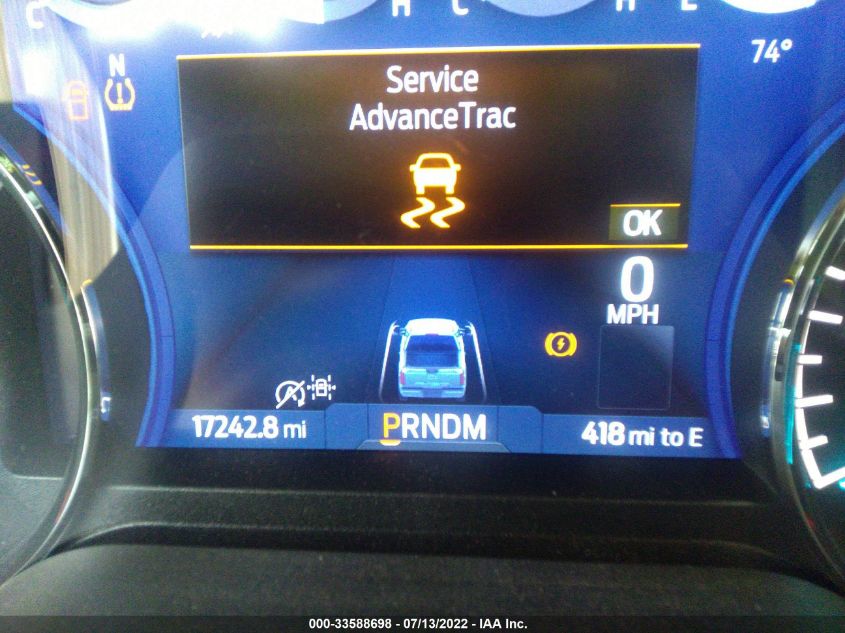 C H C H E
74°
N
Service
AdvanceTrac
OK
0
MPH
17242.8 mi
PRNDM
418 mi to E
000-33588698 - 07/13/2022 - IAA Inc.